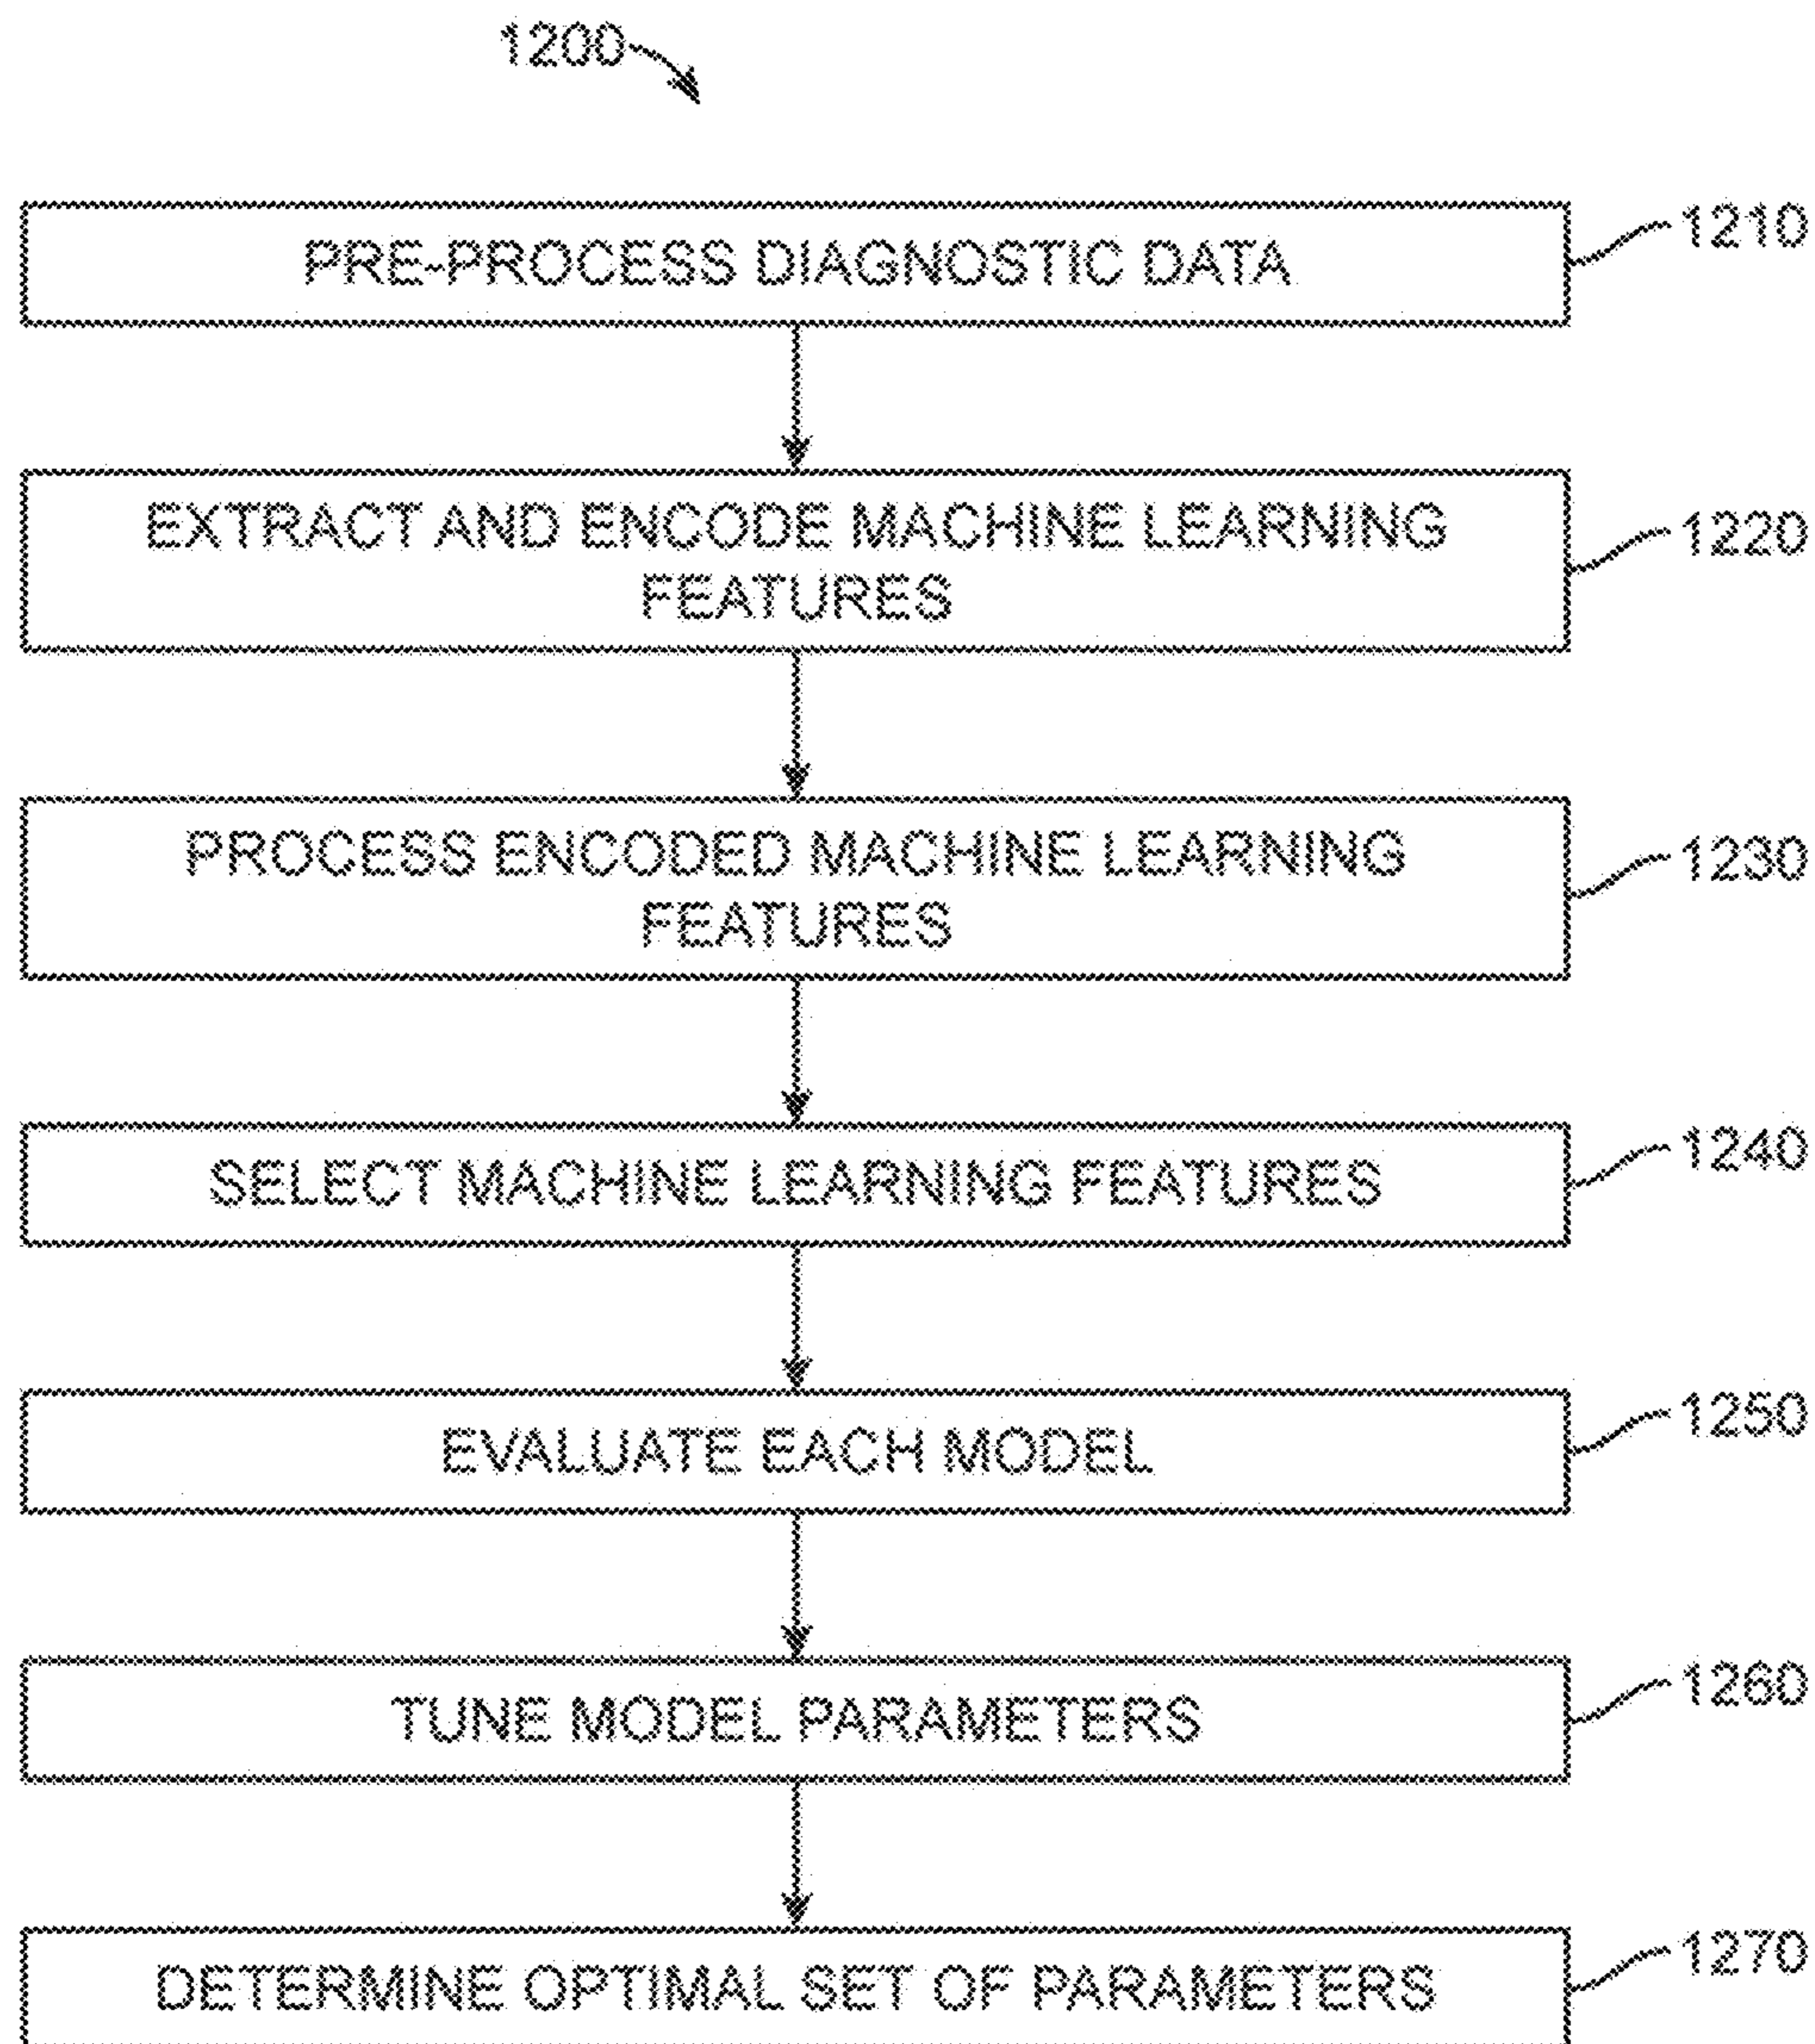 1200
PRE-PROCESS DIAGNOSTIC DATA
1210
EXTRACT AND ENCODE MACHINE LEARNING
FEATURES
1220
PROCESS ENCODED MACHINE LEARNING
FEATURES
1230
SELECT MACHINE LEARNING FEATURES
1240
EVALUATE EACH MODEL
1250
TUNE MODEL PARAMETERS
1260
DETERMINE OPTIMAL SET OF PARAMETERS
1270